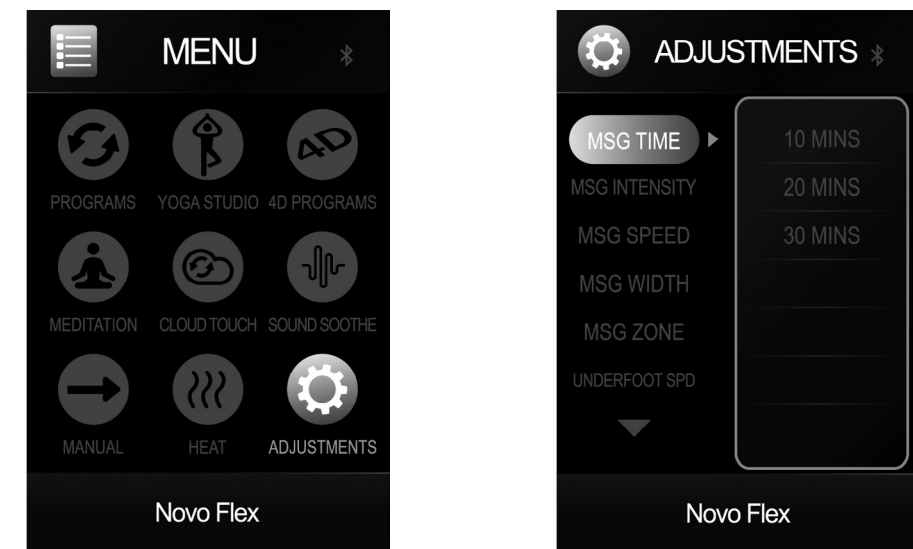 MENU
PROGRAMS
YOGA STUDIO
4D
4D PROGRAMS
MEDITATION
CLOUD TOUCH
SOUND SOOTHE
MANUAL
HEAT
ADJUSTMENTS
Novo Flex
ADJUSTMENTS
MSG TIME
MSG INTENSITY
MSG SPEED
MSG WIDTH
MSG ZONE
UNDERFOOT SPD
10 MINS
20 MINS
30 MINS
Novo Flex